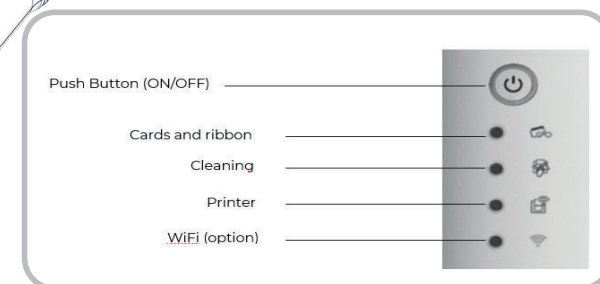 Push Button (ON/OFF)
Cards and ribbon
Cleaning
Printer
WiFi (option)